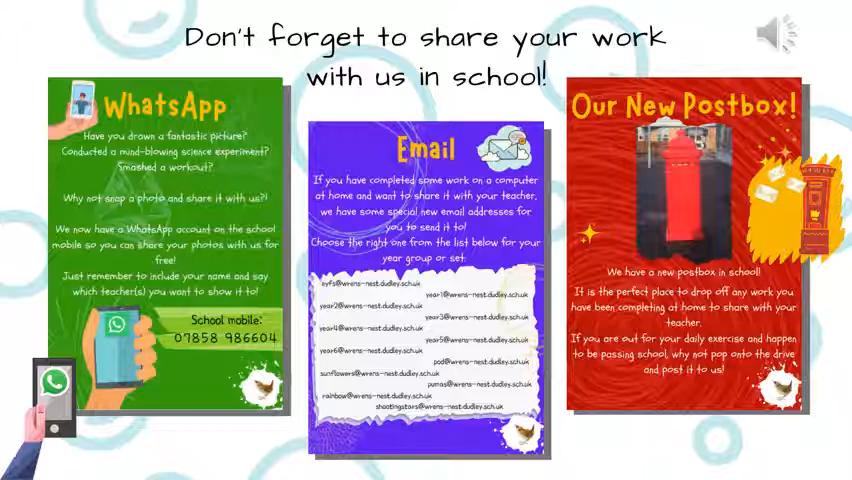 Don't forget to share your work
with us in school!
WhatsApp
Have you drawn a fantastic picture?
Conducted a mind-blowing science experiment?
Smashed a workout?
Why not snap a photo and share it with us?!
We now have a WhatsApp account on the school
mobile so you can share your photos with us for
free!
Just remember to include your name and say
which teacher(s) you want to show it to!
School mobile:
07858 986604
Email
If you have completed some work on a computer
at home and want to share it with your teacher,
we have some special new email addresses for
you to send it to!
Choose the right one from the list below for your
year group or set:
eyfs@wrens-nest.dudley.sch.uk
year1@wrens-nest.dudley.sch.uk
year2@wrens-nest.dudley.sch.uk
year3@wrens-nest.dudley.sch.uk
year4@wrens-nest.dudley.sch.uk
year5@wrens-nest.dudley.sch.uk
year6@wrens-nest.dudley.sch.uk
pod@wrens-nest.dudley.sch.uk
sunflowers@wrens-nest.dudley.sch.uk
pumas@wrens-nest.dudley.sch.uk
rainbow@wrens-nest.dudley.sch.uk
shootingstars@wrens-nest.dudley.sch.uk
Our New Postbox!
We have a new postbox in school!
It is the perfect place to drop off any work you
have been completing at home to share with your
teacher.
If you are out for your daily exercise and happen
to be passing school, why not pop onto the drive
and post it to us!